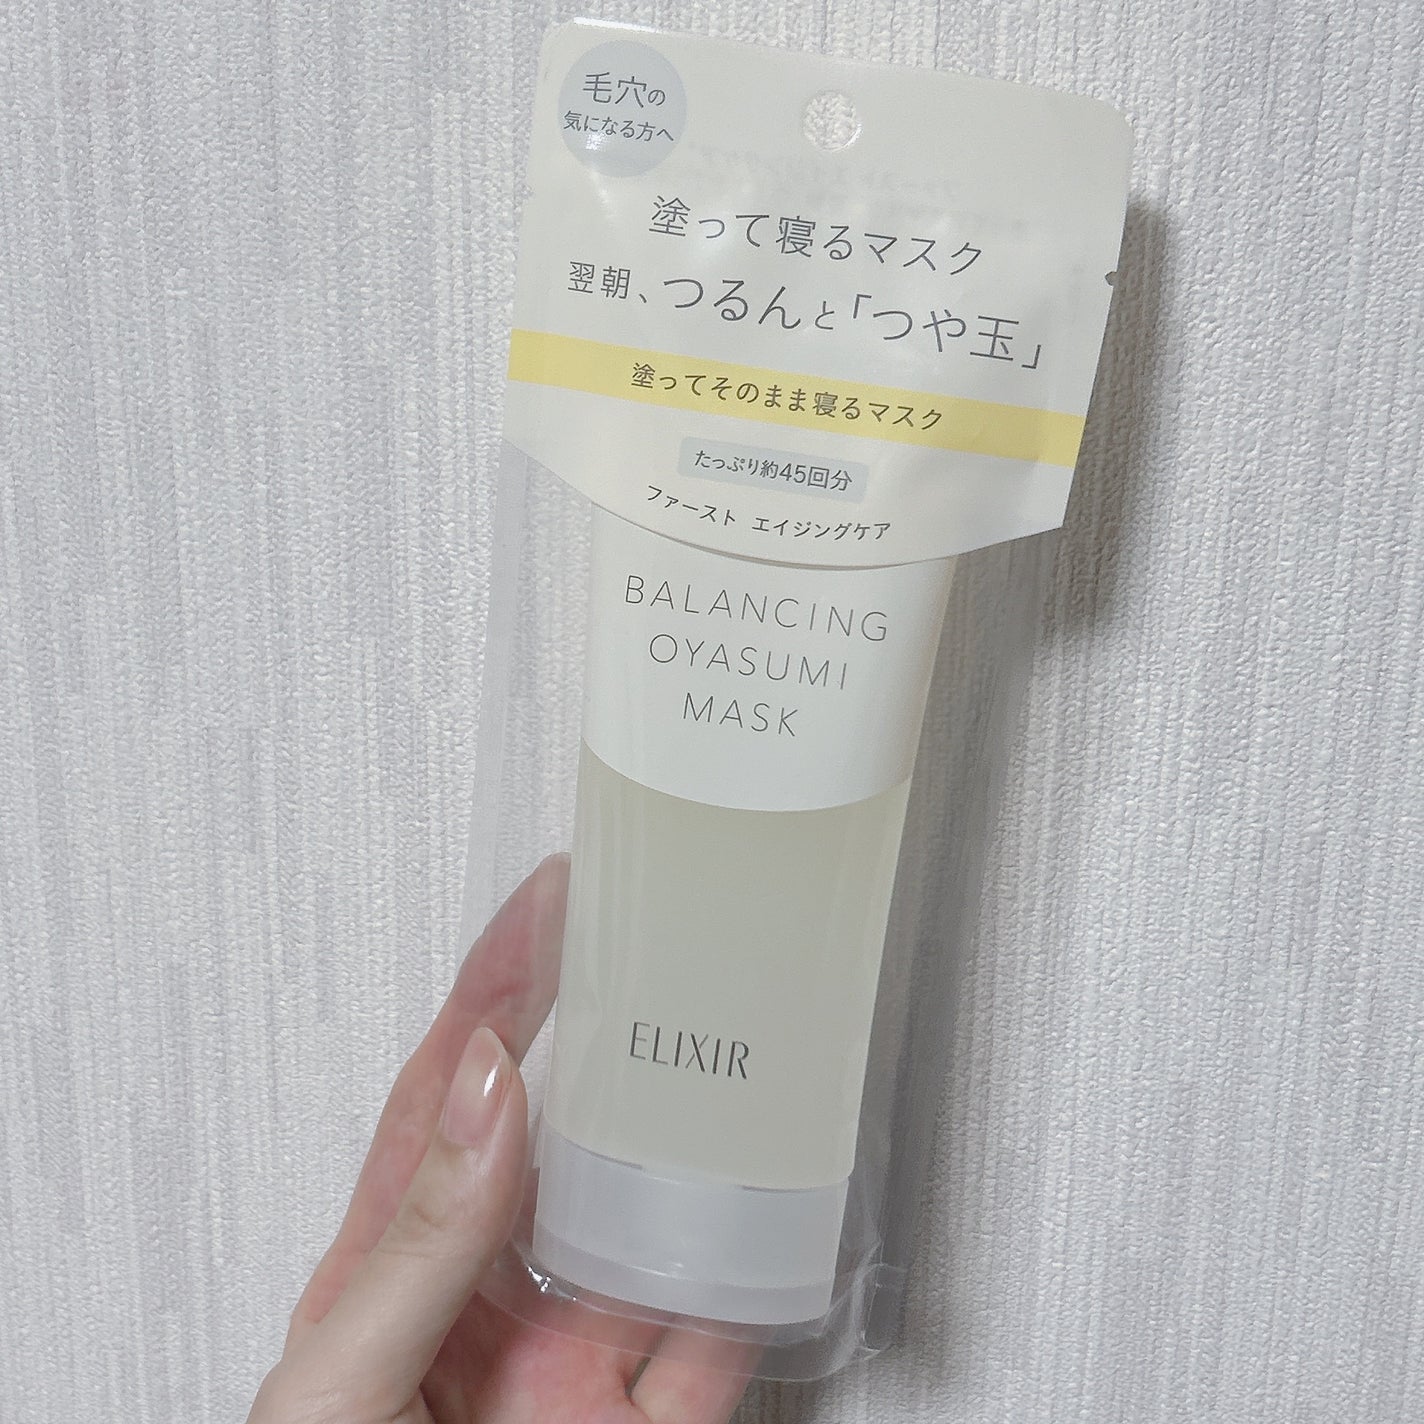 毛穴の
気になる方へ
塗って寝るマスク
翌朝、つるんと「つや玉」
塗ってそのまま寝るマスク
たっぷり約45回分
ファースト エイジングケア
BALANCING
OYASUMI
MASK
ELIXIR